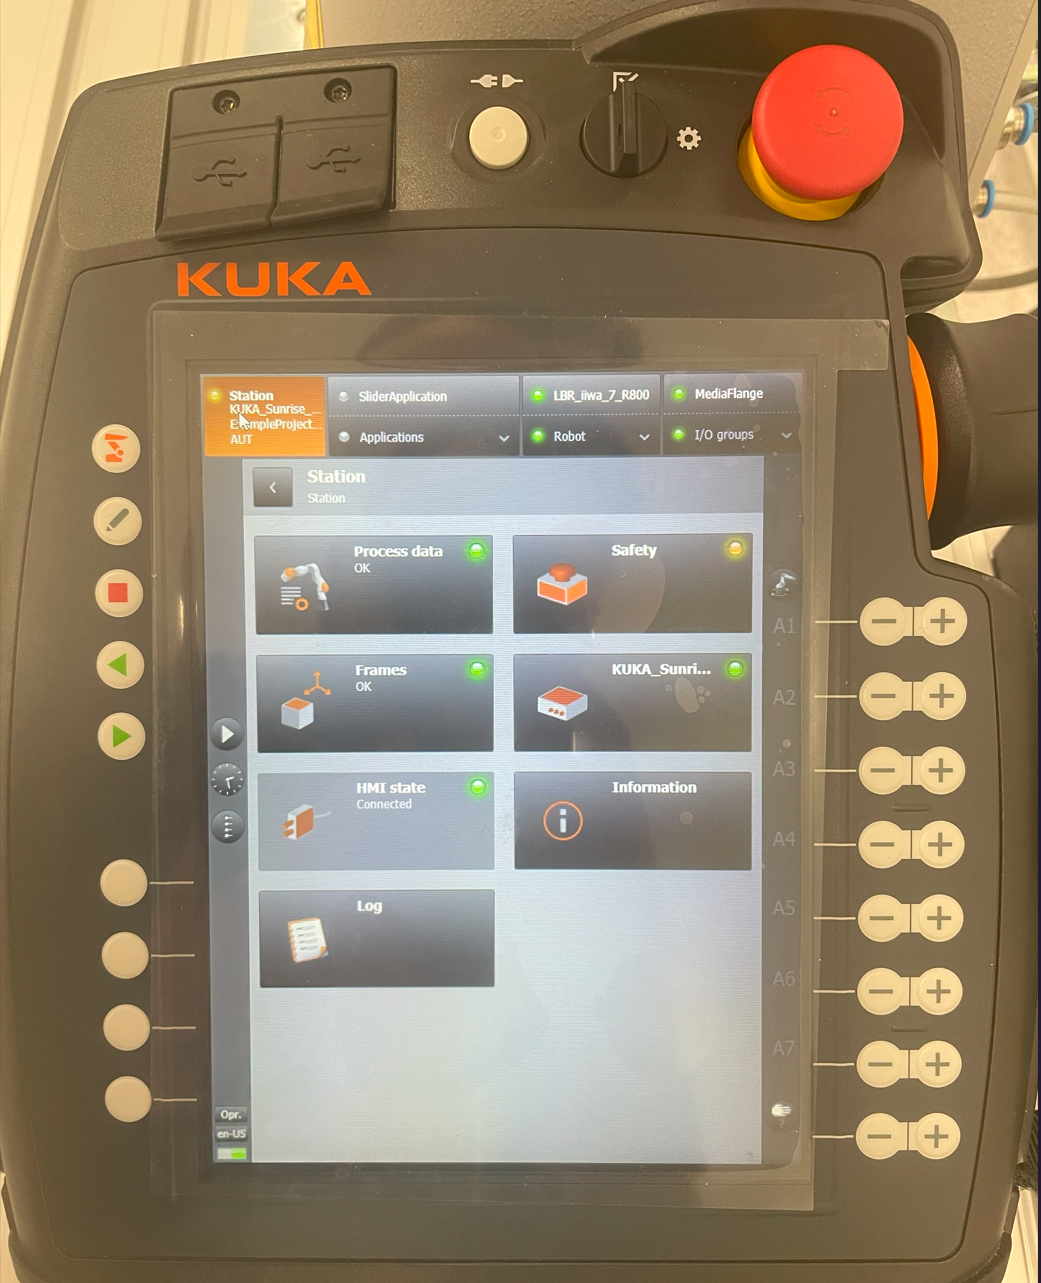 KUKA
Station
KUKA_Sunrise_...
ExampleProject...
AUT
SliderApplication
Applications
LBR_iiwa_7_R800
Robot
MediaFlange
I/O groups
Station
Station
Process data
OK
Safety
Frames
OK
KUKA_Sunri...
HMI state
Connected
Information
Log
A1
A2
A3
A4
A5
A6
A7
Opr.
en-US